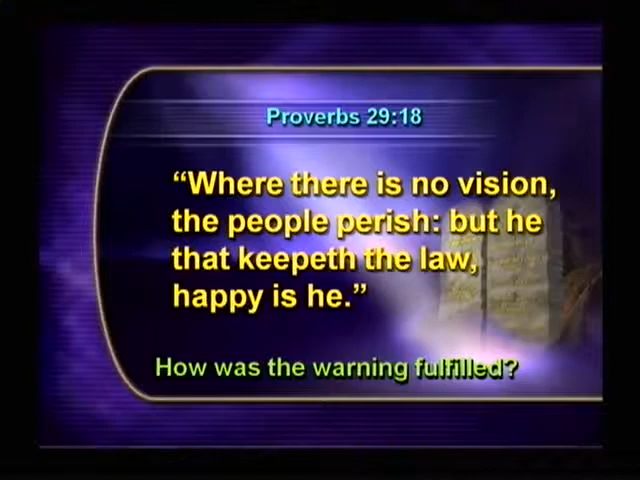 Proverbs 29:18
“Where there is no vision,
the people perish: but he
that keepeth the law,
happy is he.”
How was the warning fulfilled?